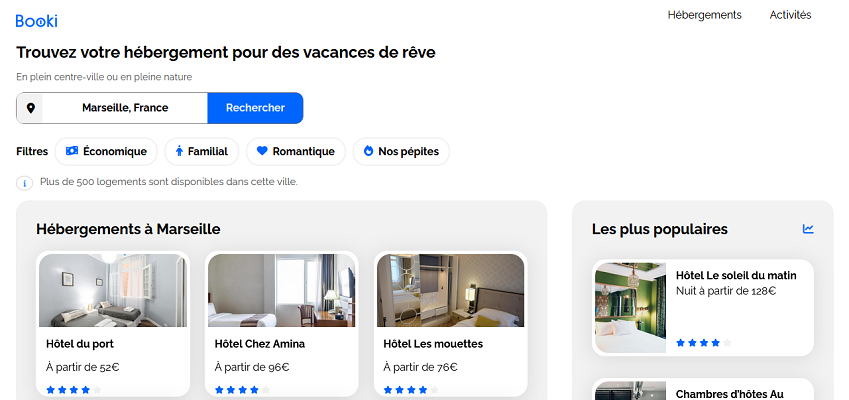 Booki
Hébergements Activités
Trouvez votre hébergement pour des vacances de rêve
En plein centre-ville ou en pleine nature
Marseille, France Rechercher
Filtres Économique Familial Romantique Nos pépites
Plus de 500 logements sont disponibles dans cette ville.
Hébergements à Marseille
Hôtel du port
À partir de 52€
Hôtel Chez Amina
À partir de 96€
Hôtel Les mouettes
À partir de 76€
Les plus populaires
Hôtel Le soleil du matin
Nuit à partir de 128€
Chambres d'hôtes Au